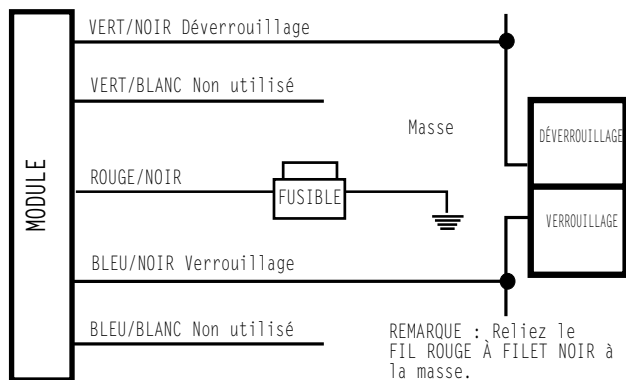 MODULE
VERT/NOIR Déverrouillage
VERT/BLANC Non utilisé
Masse
DÉVERROUILLAGE
ROUGE/NOIR
FUSIBLE
VERROUILLAGE
BLEU/NOIR Verrouillage
BLEU/BLANC Non utilisé
REMARQUE : Reliez le
FIL ROUGE À FILET NOIR à
la masse.